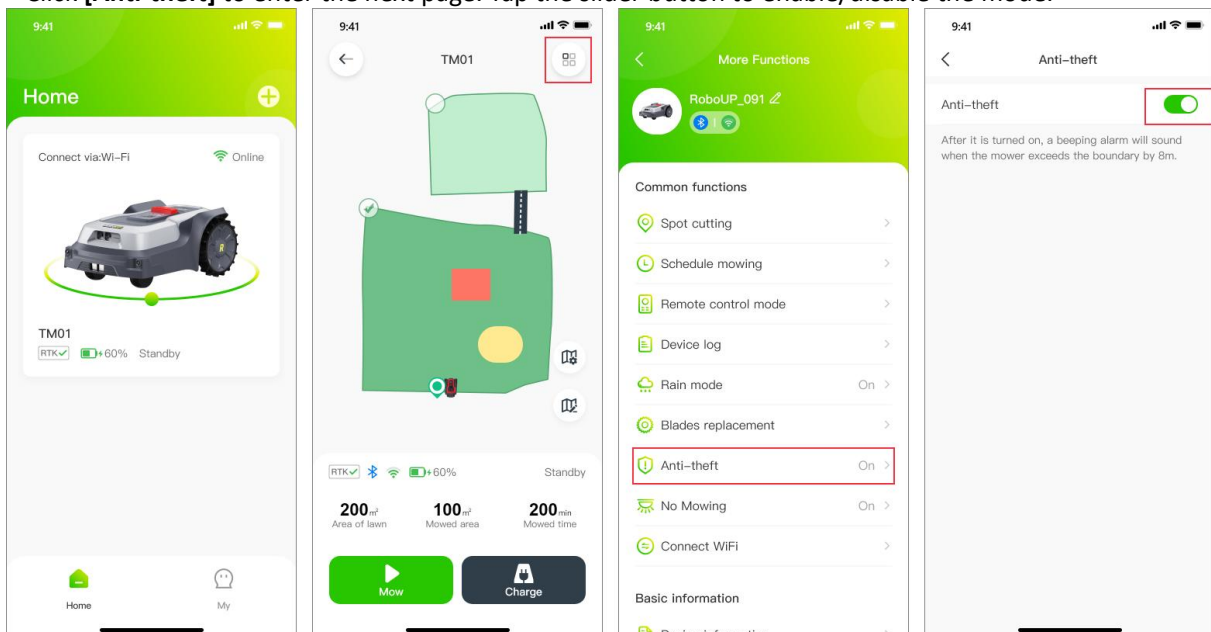 Click [Anti-theft] to enter the next page. Tap the slider button to enable/disable the mode.
9:41
Home
Connect via:Wi-Fi
Online
TM01
RTK
60%
Standby
Home
My
9:41
TM01
RTK
60%
Standby
200m²
100m²
200min
Area of lawn
Mowed area
Mowed time
Mow
Charge
9:41
More Functions
RoboUP_091
Common functions
Spot cutting
Schedule mowing
Remote control mode
Device log
Rain mode On
Blades replacement
Anti-theft On
No Mowing On
Connect WiFi
Basic information
9:41
Anti-theft
Anti-theft
After it is turned on, a beeping alarm will sound
when the mower exceeds the boundary by 8m.